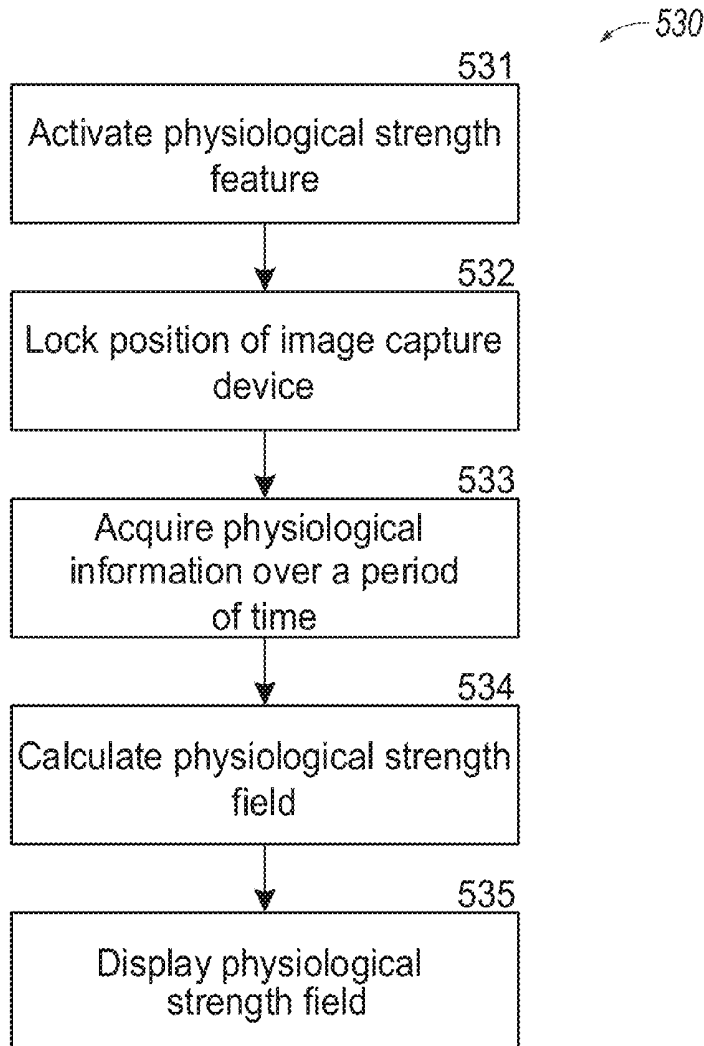 530
531
Activate physiological strength
feature
532
Lock position of image capture
device
533
Acquire physiological
information over a period
of time
534
Calculate physiological strength
field
535
Display physiological
strength field